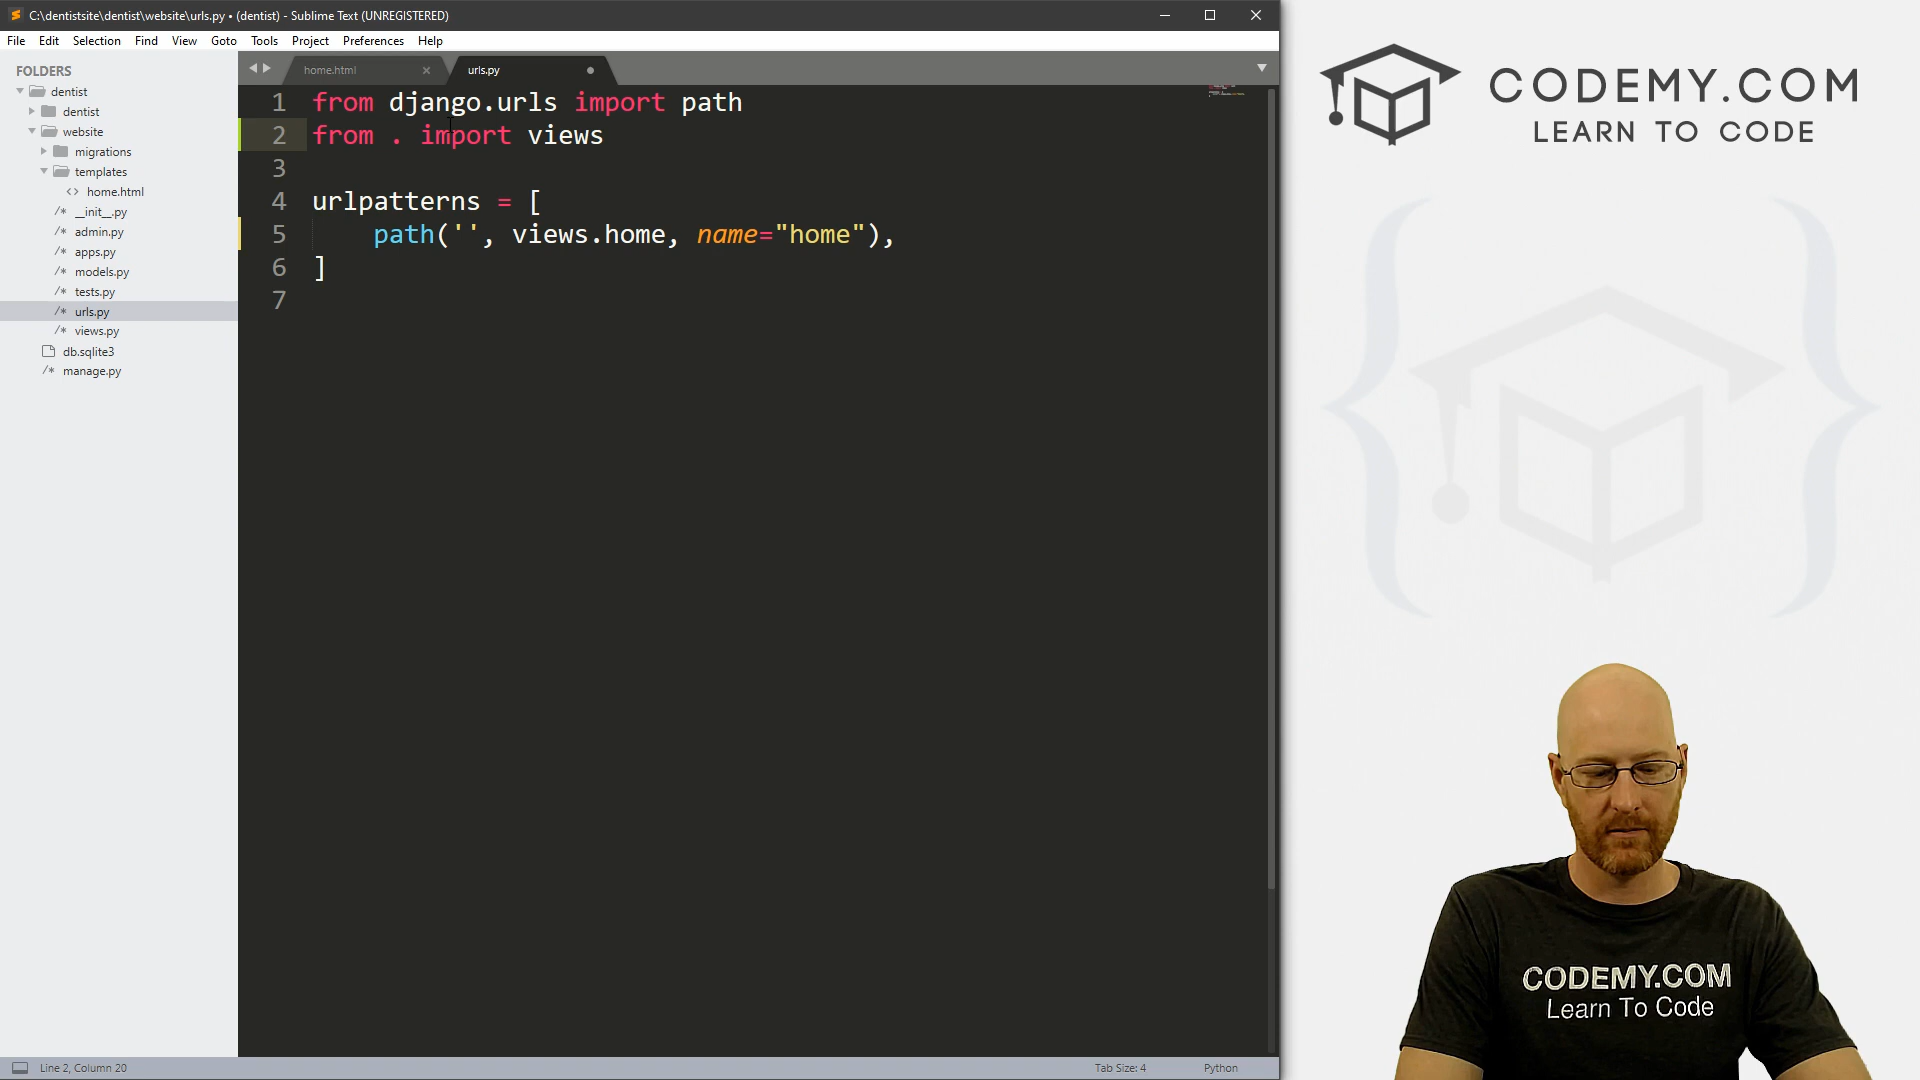 C:\dentistsite\dentist\website\urls.py • (dentist) - Sublime Text (UNREGISTERED)
File Edit Selection Find View Goto Tools Project Preferences Help
FOLDERS
dentist
dentist
website
migrations
templates
<> home.html
/* __init__.py
/* admin.py
/* apps.py
/* models.py
/* tests.py
/* urls.py
/* views.py
db.sqlite3
/* manage.py
home.html
urls.py
1 from django.urls import path
2 from . import views
3
4 urlpatterns = [
5 path('', views.home, name="home"),
6 ]
7
Line 2, Column 20
Tab Size: 4
Python
CODEMY.COM
LEARN TO CODE
CODEMY.COM
Learn To Code